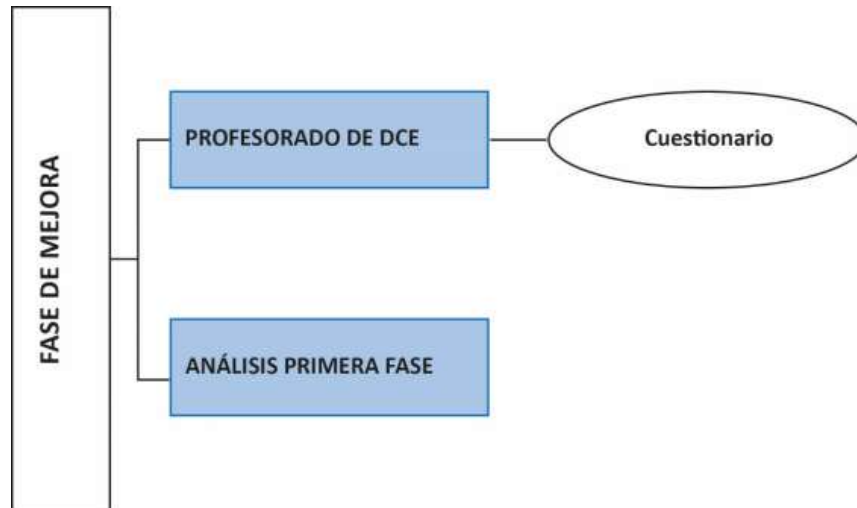 FASE DE MEJORA
PROFESORADO DE DCE
Cuestionario
ANÁLISIS PRIMERA FASE